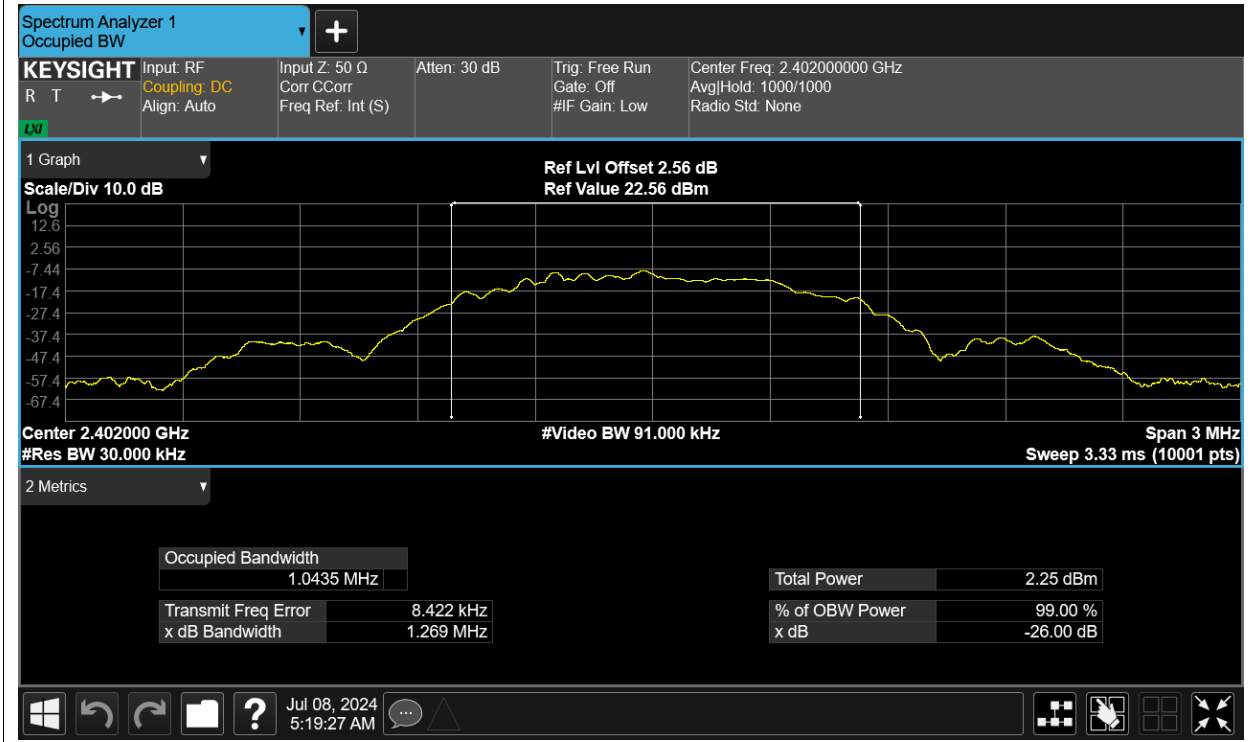 Spectrum Analyzer 1
Occupied BW
KEYSIGHT
R T
LXI
Input: RF
Coupling: DC
Align: Auto
Input Z: 50 Ω
Corr CCorr
Freq Ref: Int (S)
Atten: 30 dB
Trig: Free Run
Gate: Off
#IF Gain: Low
Center Freq: 2.402000000 GHz
Avg|Hold: 1000/1000
Radio Std: None
1 Graph
Scale/Div 10.0 dB
Ref Lvl Offset 2.56 dB
Ref Value 22.56 dBm
Log
12.6
2.56
-7.44
-17.4
-27.4
-37.4
-47.4
-57.4
-67.4
Center 2.402000 GHz
#Video BW 91.000 kHz
Span 3 MHz
#Res BW 30.000 kHz
Sweep 3.33 ms (10001 pts)
2 Metrics
Occupied Bandwidth
1.0435 MHz
Total Power 2.25 dBm
Transmit Freq Error 8.422 kHz
% of OBW Power 99.00 %
x dB Bandwidth 1.269 MHz
x dB -26.00 dB
?
Jul 08, 2024
5:19:27 AM